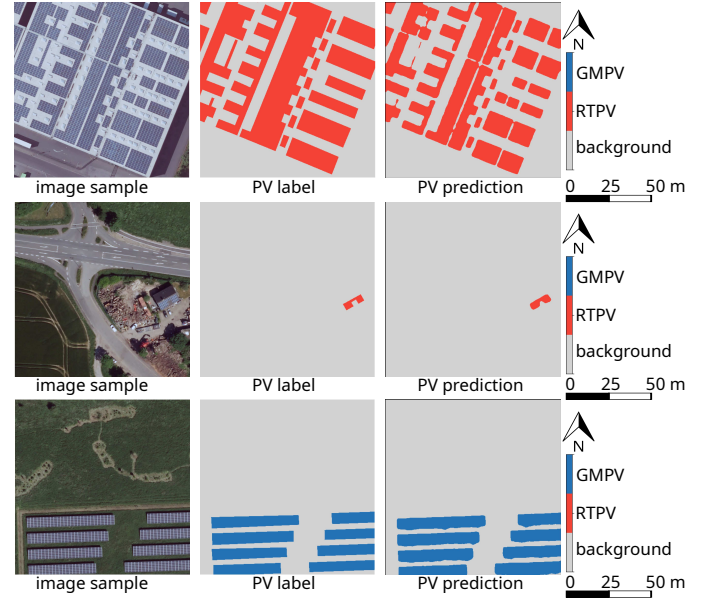 N
GMPV
RTPV
background
image sample PV label PV prediction 0 25 50 m
N
GMPV
RTPV
background
image sample PV label PV prediction 0 25 50 m
N
GMPV
RTPV
background
image sample PV label PV prediction 0 25 50 m